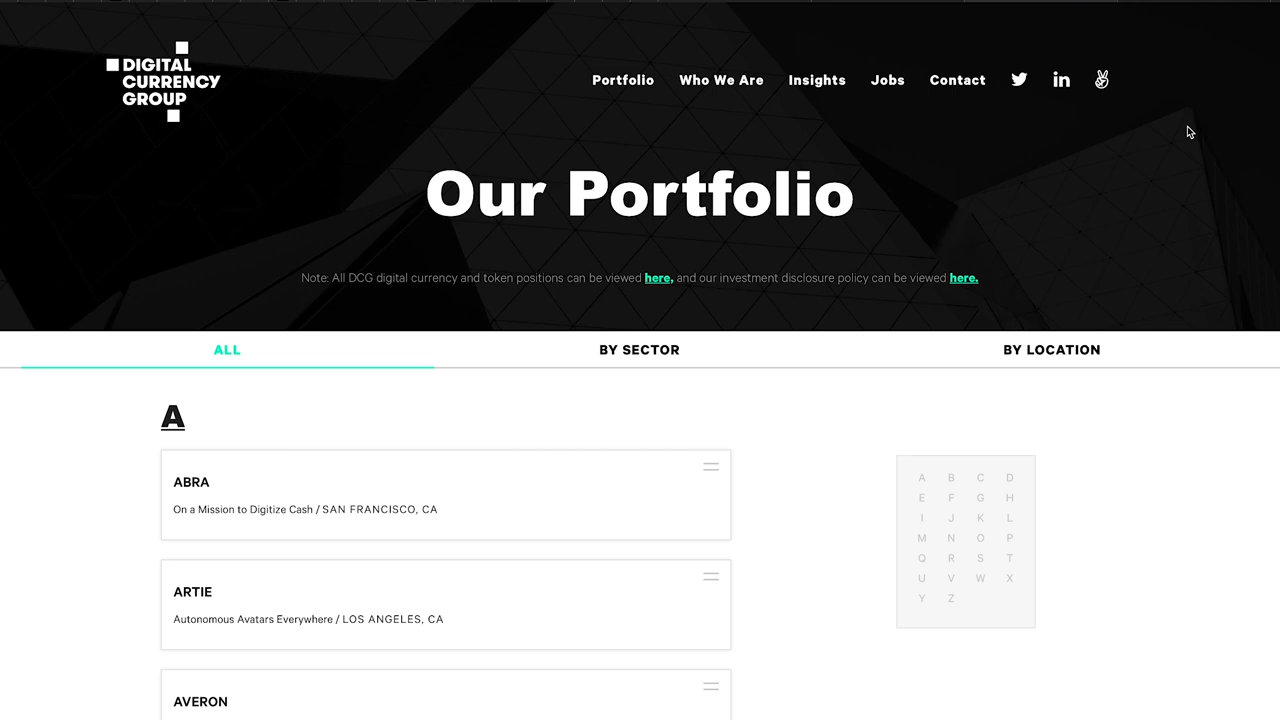 DIGITAL
CURRENCY
GROUP
Portfolio Who We Are Insights Jobs Contact
Our Portfolio
Note: All DCG digital currency and token positions can be viewed here, and our investment disclosure policy can be viewed here.
ALL BY SECTOR BY LOCATION
A
ABRA
On a Mission to Digitize Cash / SAN FRANCISCO, CA
ARTIE
Autonomous Avatars Everywhere / LOS ANGELES, CA
AVERON
A B C D
E F G H
I J K L
M N O P
Q R S T
U V W X
Y Z